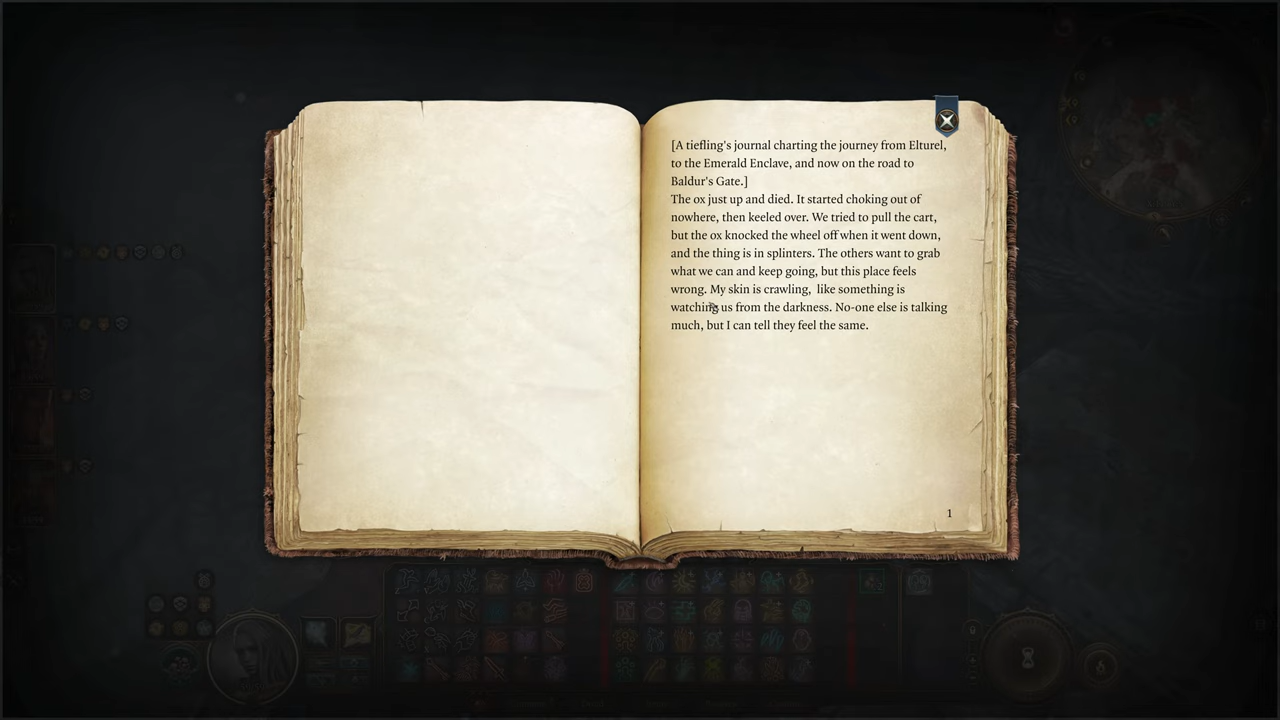 [A tiefling's journal charting the journey from Elturel,
to the Emerald Enclave, and now on the road to
Baldur's Gate.]
The ox just up and died. It started choking out of
nowhere, then keeled over. We tried to pull the cart,
but the ox knocked the wheel off when it went down,
and the thing is in splinters. The others want to grab
what we can and keep going, but this place feels
wrong. My skin is crawling,  like something is
watching us from the darkness. No-one else is talking
much, but I can tell they feel the same.
1